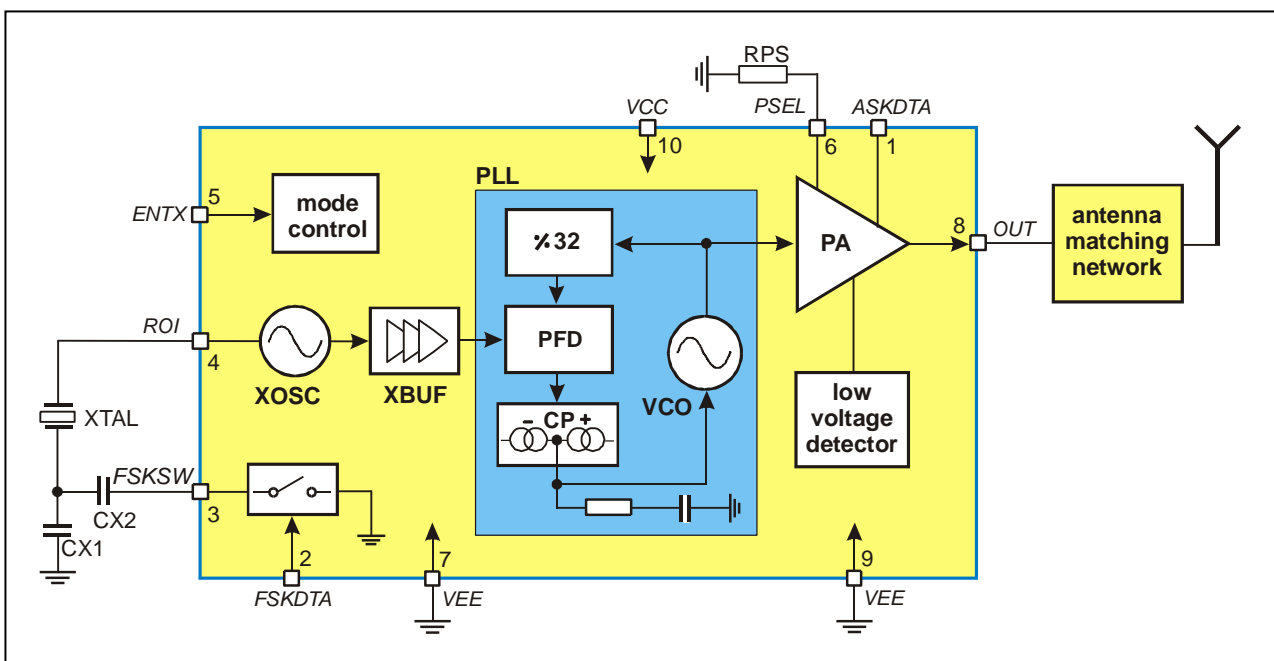 RPS
VCC
PSEL
ASKDTA
10
6
1
PLL
5
ENTX
mode
control
٪32
PA
8
OUT
antenna
matching
network
ROI
4
XOSC
XBUF
PFD
VCO
low
voltage
detector
- CP +
XTAL
FSKSW
3
CX2
CX1
2
7
9
FSKDTA
VEE
VEE